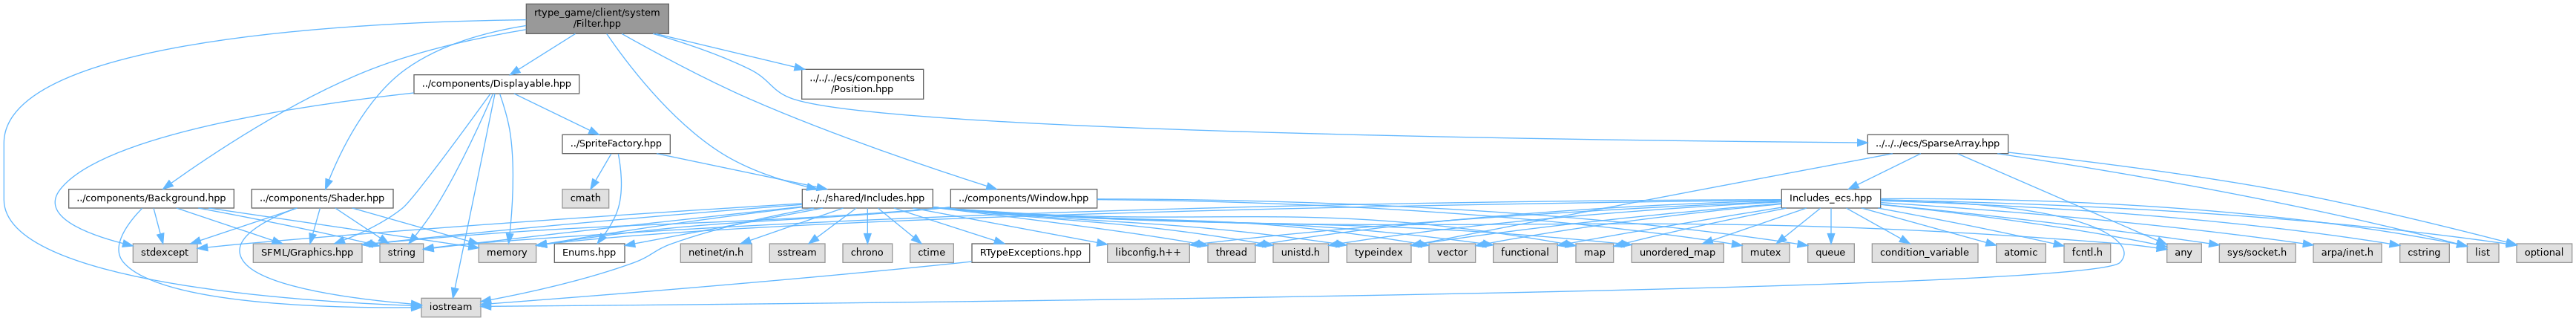 rtype_game/client/system
/Filter.hpp
../components/Displayable.hpp
../../../ecs/components
/Position.hpp
../SpriteFactory.hpp
../../../ecs/SparseArray.hpp
../components/Background.hpp
../components/Shader.hpp
cmath
../../shared/Includes.hpp
../components/Window.hpp
Includes_ecs.hpp
stdexcept
SFML/Graphics.hpp
string
memory
Enums.hpp
netinet/in.h
sstream
chrono
ctime
RTypeExceptions.hpp
libconfig.h++
thread
unistd.h
typeindex
vector
functional
map
unordered_map
mutex
queue
condition_variable
atomic
fcntl.h
any
sys/socket.h
arpa/inet.h
cstring
list
optional
iostream